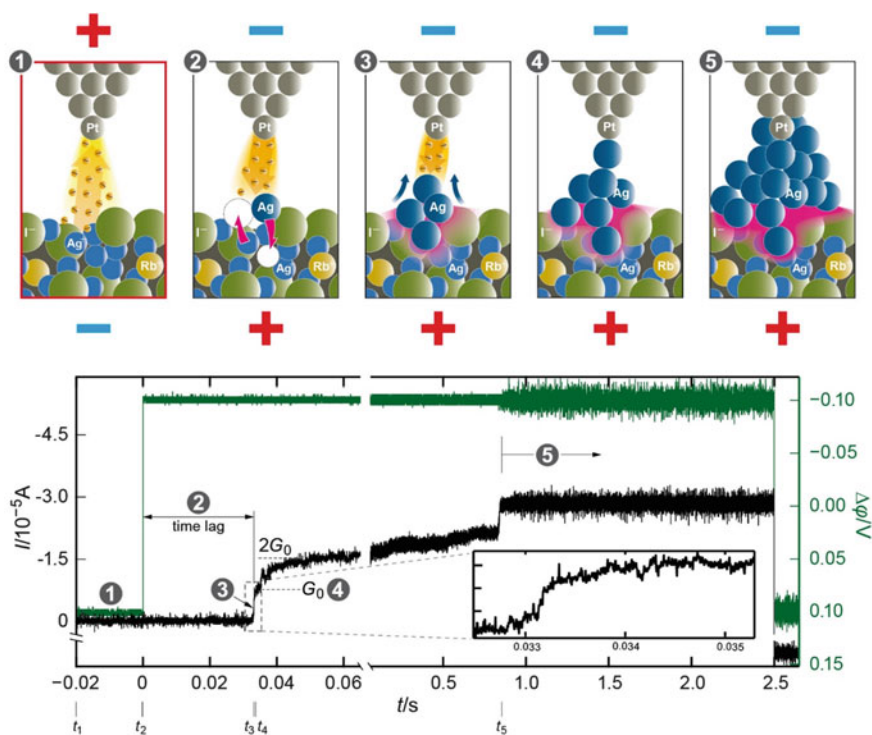 + − − − −
1 2 3 4 5
Pt Pt Pt Pt Pt
Ag Ag Ag Ag
I⁻ I⁻ I⁻ I⁻
Ag⁺ Ag⁺ Ag⁺ Ag⁺
Rb⁺ Rb⁺ Rb⁺ Rb⁺
− + + + +
I/10⁻⁵A
-4.5
-3.0
-1.5
0
−0.10
−0.05
0.00
0.05
0.10
0.15
Δφ/V
5
2
time lag
2G₀
1
3
G₀ 4
0.033 0.034 0.035
−0.02 0 0.02 0.04 0.06 0.5 1.0 1.5 2.0 2.5
t/s
t₁ t₂ t₃ t₄ t₅